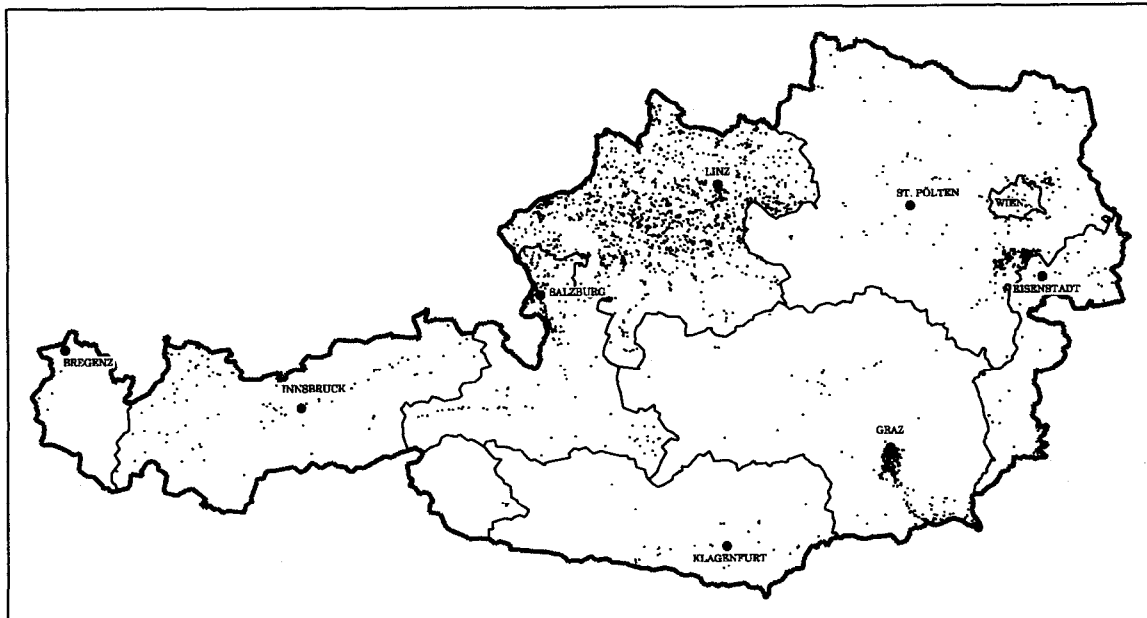 LINZ
ST. PÖLTEN
WIEN
SALZBURG
EISENSTADT
BREGENZ
INNSBRUCK
GRAZ
KLAGENFURT